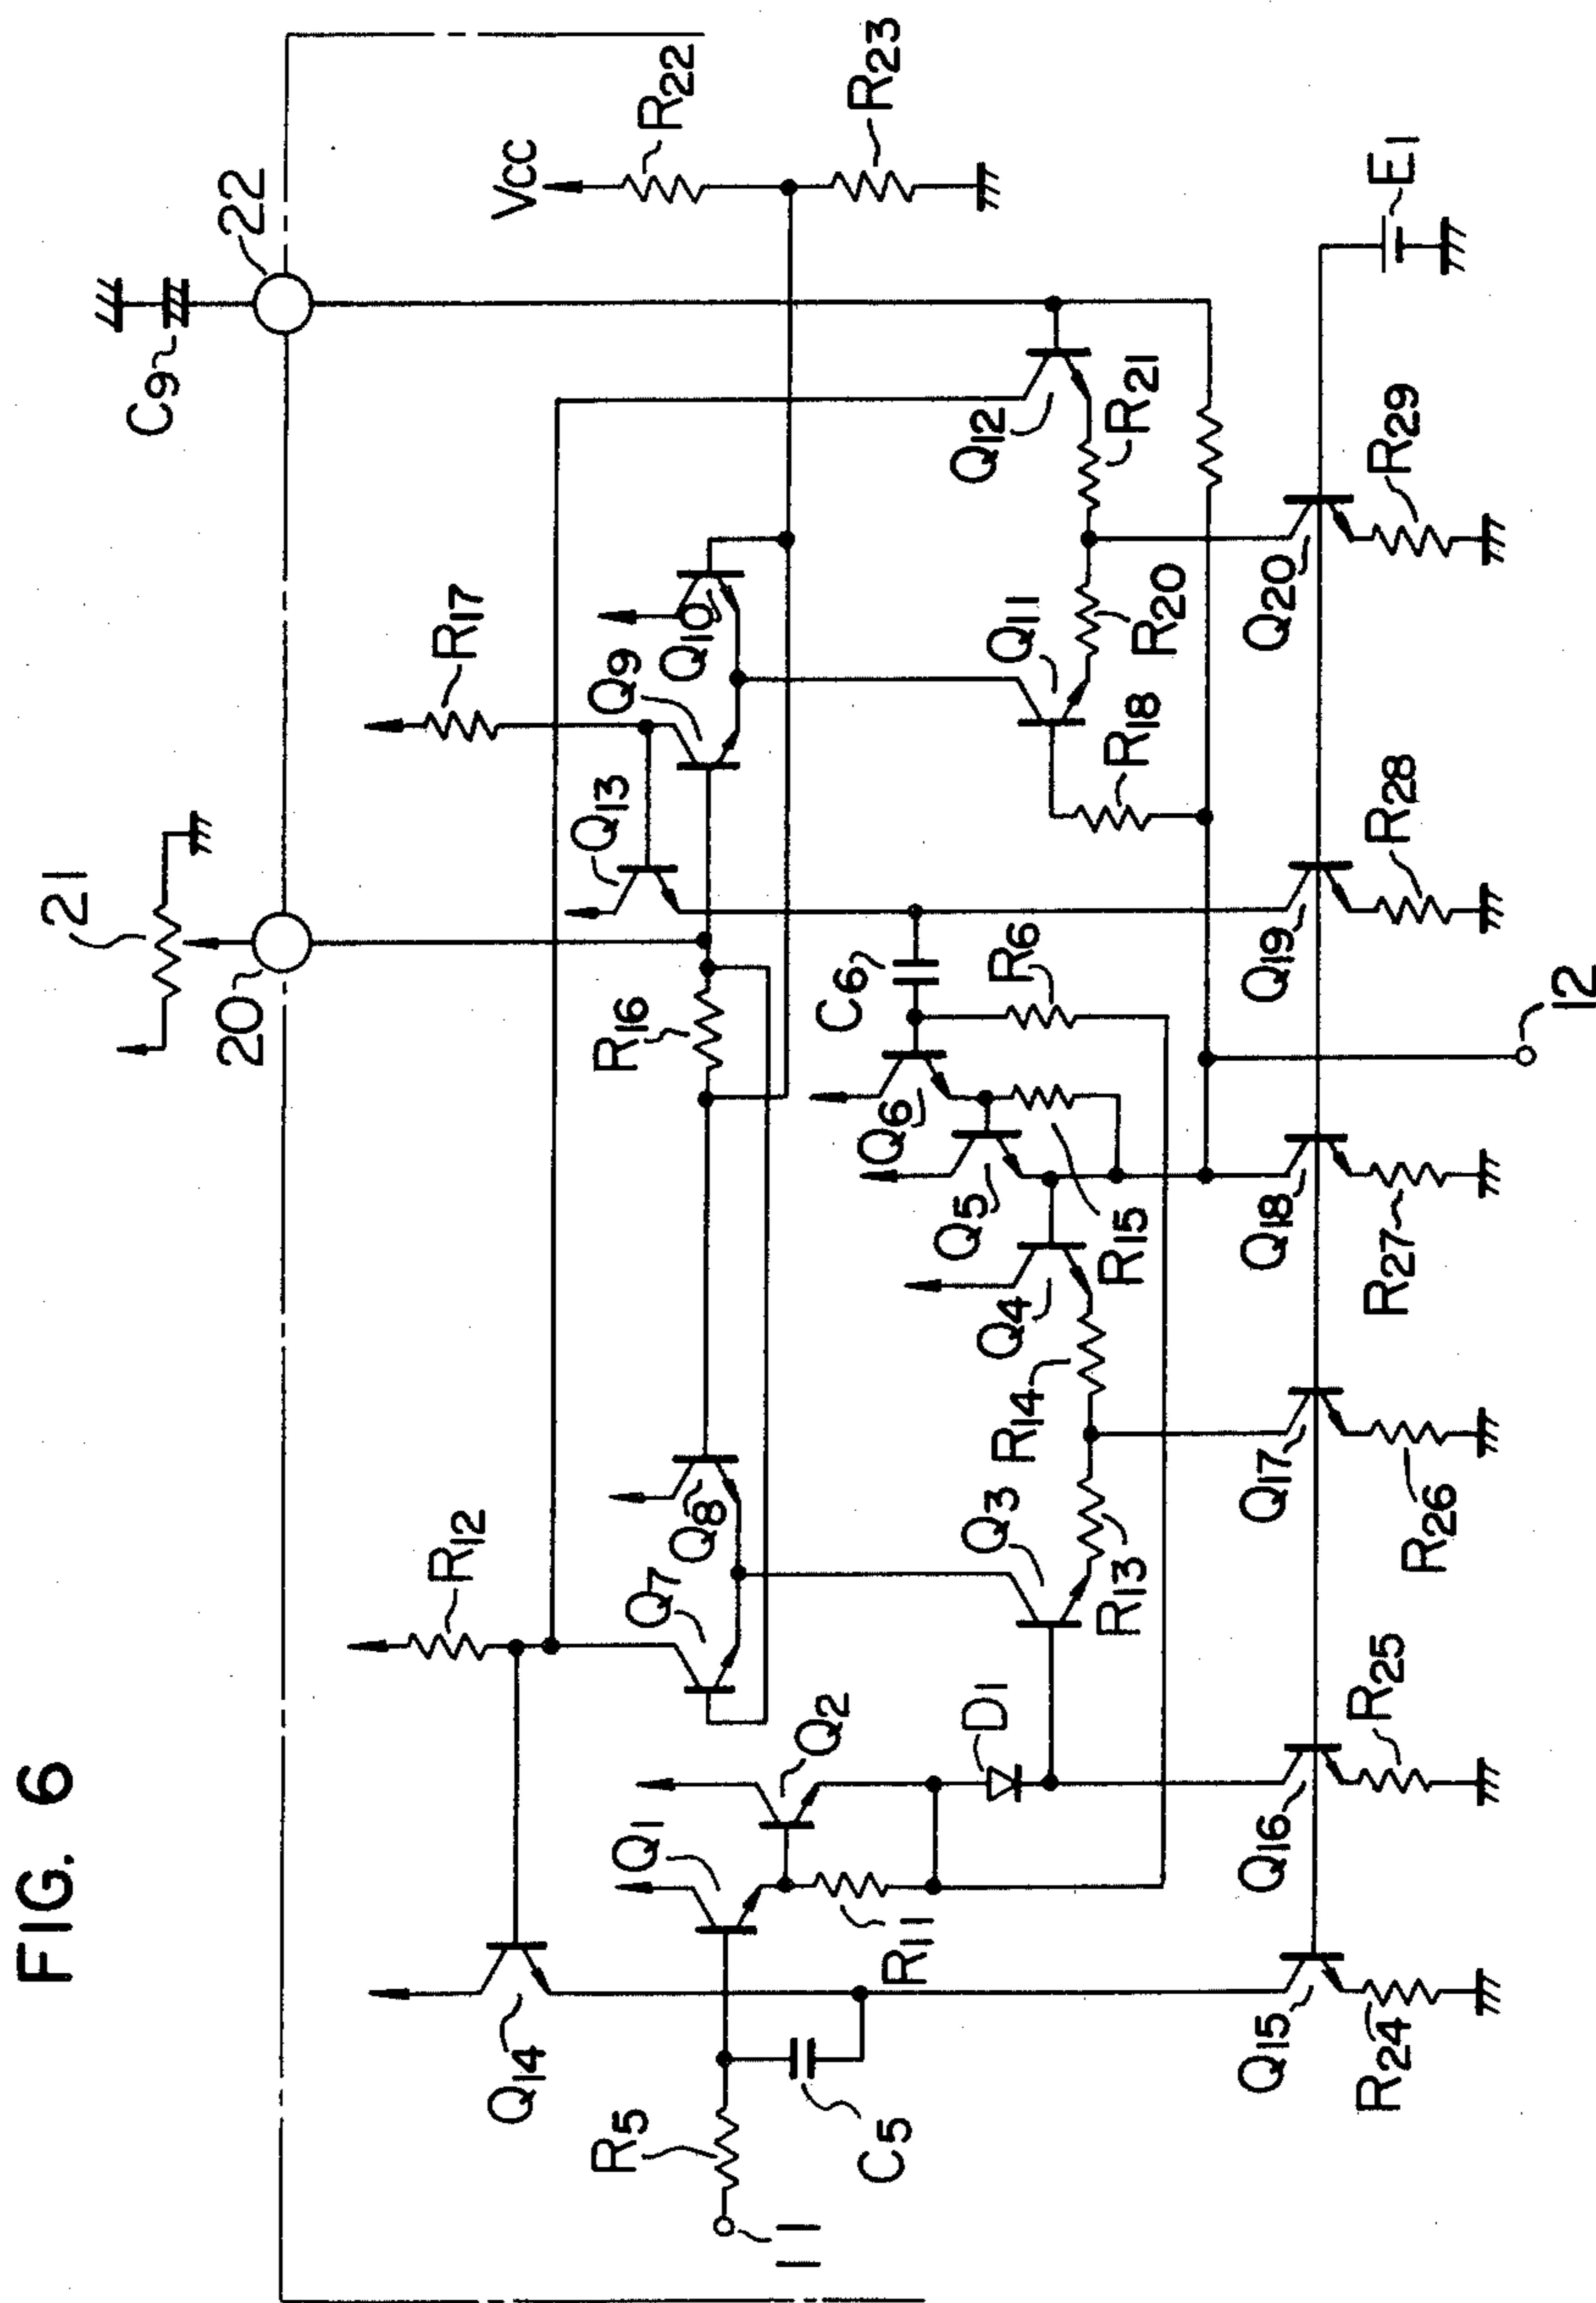 FIG. 6
21
20
C9
22
R12
R17
VCC
R22
R23
Q14
Q13
Q9
Q10
Q7
Q8
R16
Q1
Q2
R5
11
C5
R11
D1
Q3
R13
R14
Q4
Q5
Q6
R15
C6
R6
Q11
R18
R20
Q12
R21
Q15
R24
Q16
R25
Q17
R26
Q18
R27
12
Q19
R28
Q20
R29
E1